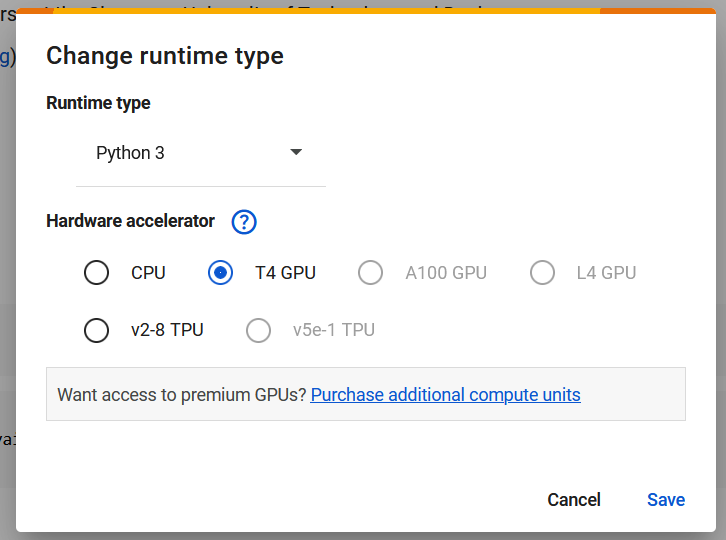 Change runtime type
Runtime type
Python 3
Hardware accelerator ?
CPU T4 GPU A100 GPU L4 GPU
v2-8 TPU v5e-1 TPU
Want access to premium GPUs? Purchase additional compute units
Cancel Save